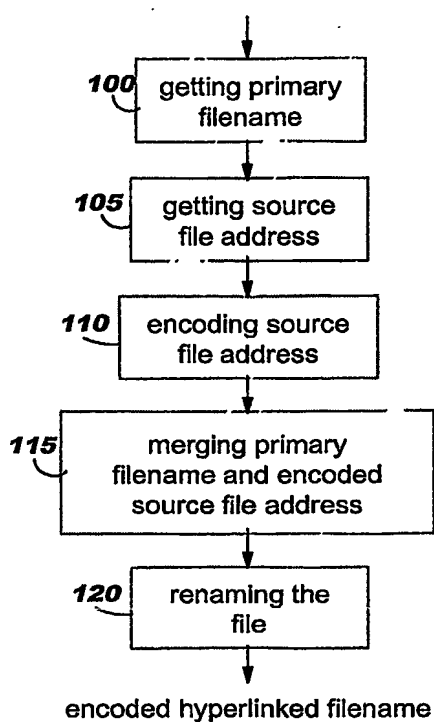 100
getting primary
filename
105
getting source
file address
110
encoding source
file address
115
merging primary
filename and encoded
source file address
120
renaming the
file
encoded hyperlinked filename